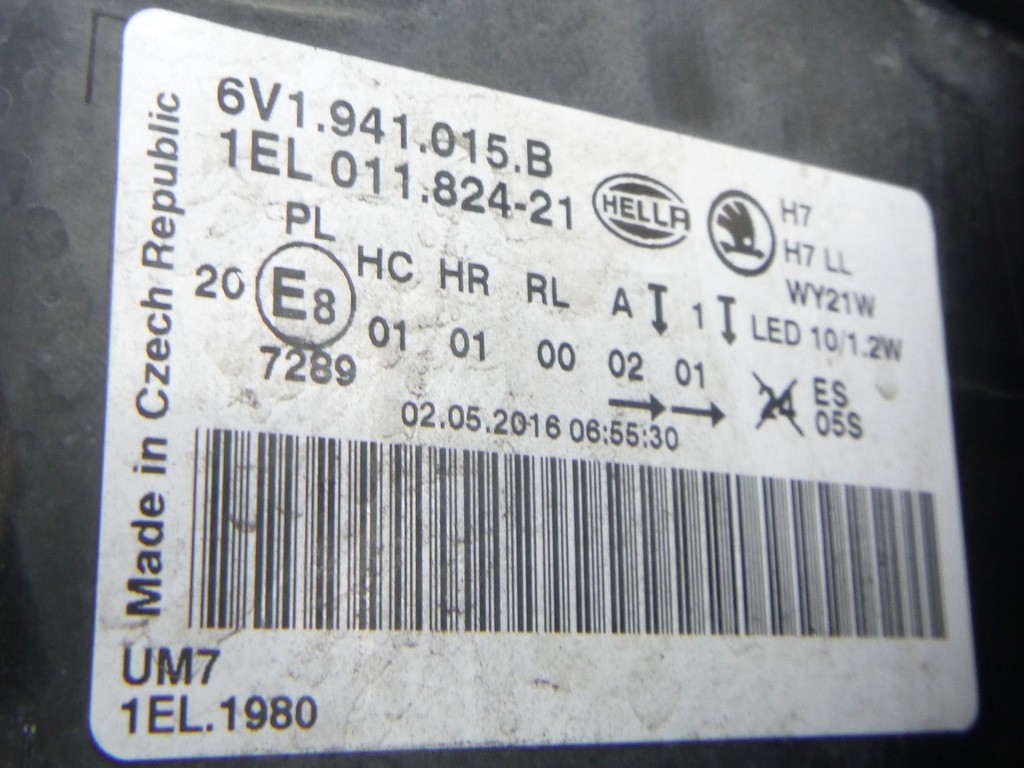 Made in Czech Republic
6V1.941.015.B
1EL 011.824-21
HELLA
H7
H7 LL
WY21W
LED 10/1.2W
PL
20 E8 HC HR RL A 1
01 01 00 02 01
7289
24 ES
05S
02.05.2016 06:55:30
UM7
1EL.1980